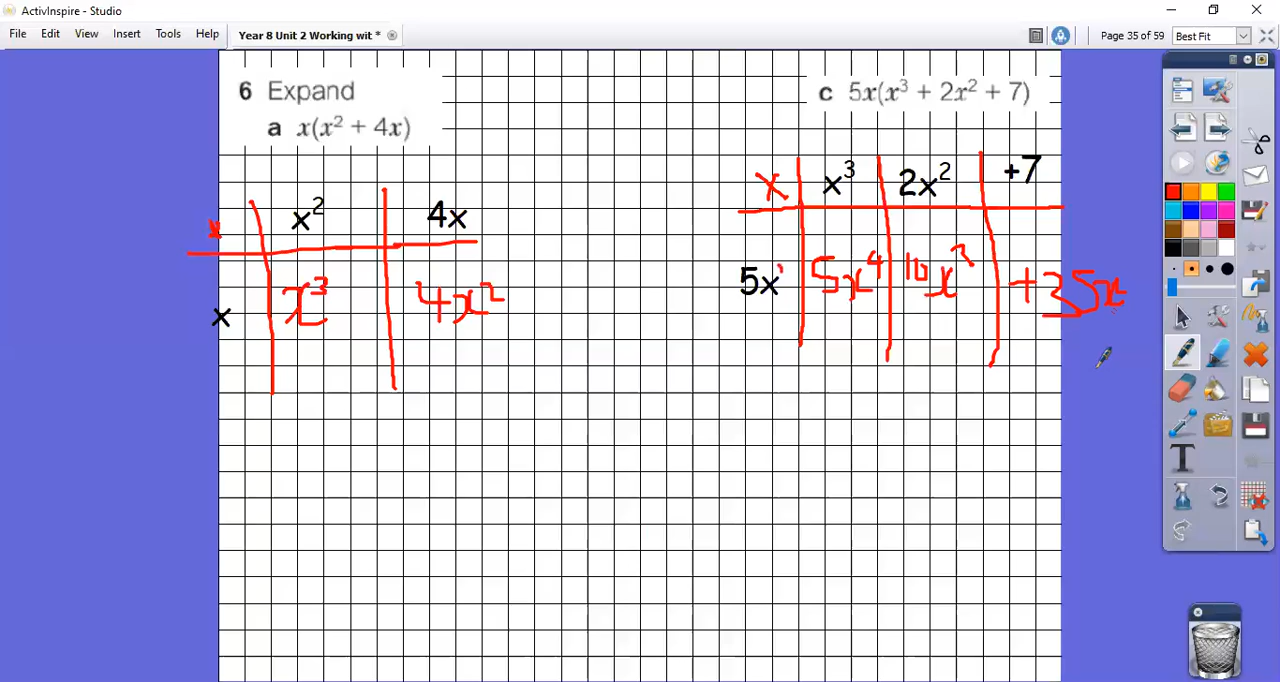 ActivInspire - Studio
File Edit View Insert Tools Help Year 8 Unit 2 Working wit * Page 35 of 59 Best Fit
6 Expand
a x(x² + 4x)
c 5x(x³ + 2x² + 7)
× x² 4x
x x³ 4x²
× x³ 2x² +7
5x 5x⁴ 10x³ +35x
T